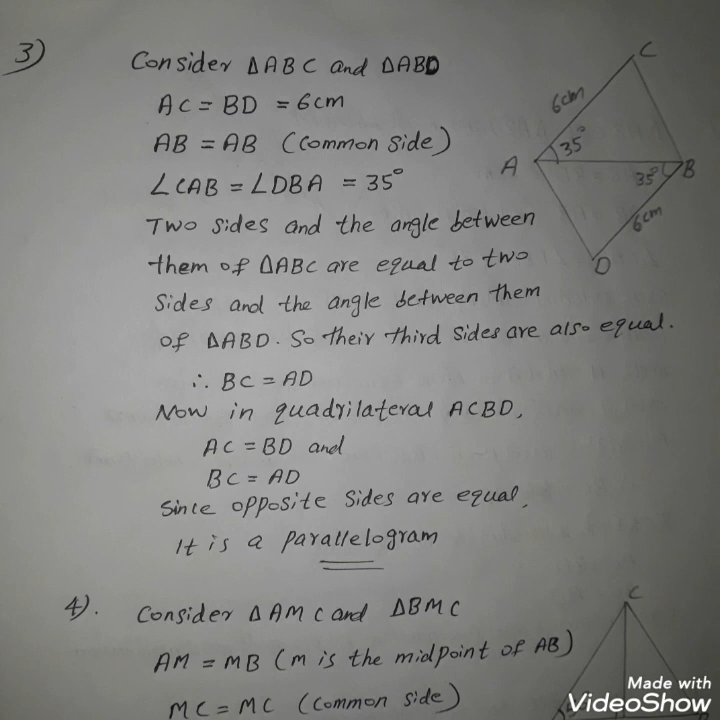 3)
Consider ΔABC and ΔABD
AC = BD = 6cm
AB = AB (Common side)
∠CAB = ∠DBA = 35°
Two sides and the angle between
them of ΔABC are equal to two
sides and the angle between them
of ΔABD. So their third sides are also equal.
∴ BC = AD
Now in quadrilateral ACBD,
AC = BD and
BC = AD
Since opposite sides are equal,
It is a parallelogram
C
6cm
35°
A
35°
B
6cm
D
4).
Consider ΔAMC and ΔBMC
AM = MB (M is the midpoint of AB)
MC = MC (Common side)
C
Made with
VideoShow